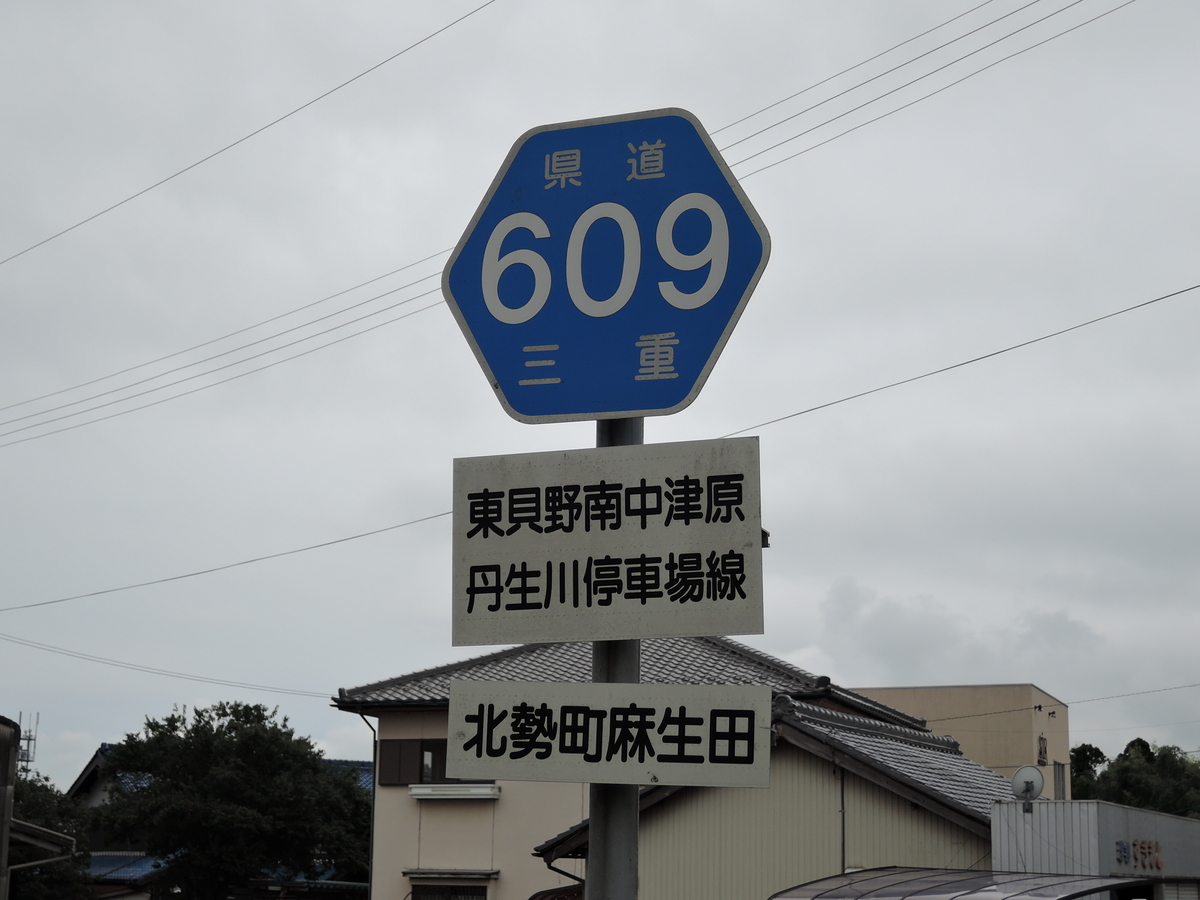 県道
609
三重
東貝野南中津原
丹生川停車場線
北勢町麻生田